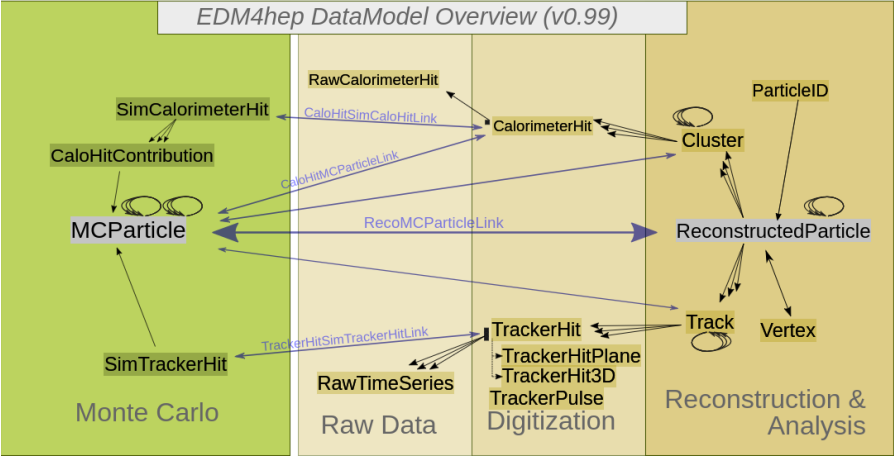 EDM4hep DataModel Overview (v0.99)
RawCalorimeterHit
SimCalorimeterHit
CaloHitSimCaloHitLink
CalorimeterHit
ParticleID
Cluster
CaloHitContribution
CaloHitMCParticleLink
MCParticle
RecoMCParticleLink
ReconstructedParticle
TrackerHitSimTrackerHitLink
TrackerHit
Track
Vertex
SimTrackerHit
TrackerHitPlane
RawTimeSeries
TrackerHit3D
TrackerPulse
Monte Carlo
Raw Data
Digitization
Reconstruction &
Analysis